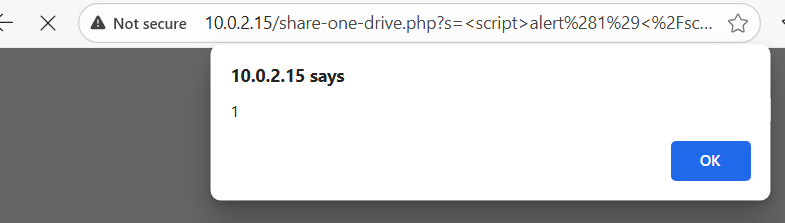 Not secure 10.0.2.15/share-one-drive.php?s=<script>alert%281%29<%2Fsc...
10.0.2.15 says
1
OK